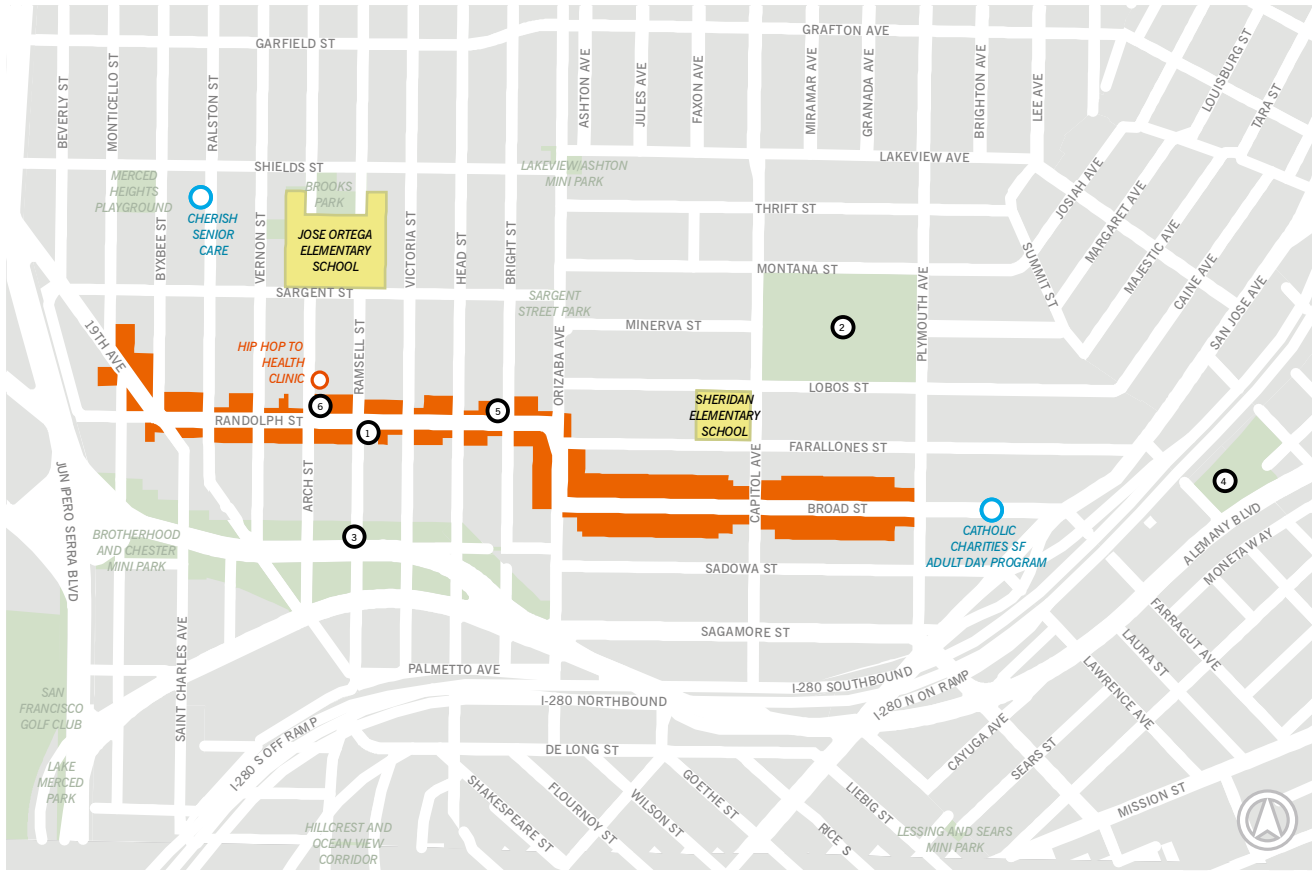 GARFIELD ST
GRAFTON AVE
BEVERLY ST
MONTICELLO ST
RALSTON ST
ASHTON AVE
JULES AVE
FAXON AVE
MIRAMAR AVE
GRANADA AVE
BRIGHTON AVE
LEE AVE
LOUISBURG ST
TARA ST
SHIELDS ST
LAKEVIEW/ASHTON
MINI PARK
LAKEVIEW AVE
MERCED
HEIGHTS
PLAYGROUND
BROOKS
PARK
CHERISH
SENIOR
CARE
JOSE ORTEGA
ELEMENTARY
SCHOOL
BYXBEE ST
VERNON ST
VICTORIA ST
HEAD ST
BRIGHT ST
THRIFT ST
JOSIAH AVE
MARGARET AVE
MAJESTIC AVE
CAINE AVE
SAN JOSE AVE
SUMMIT ST
MONTANA ST
SARGENT ST
SARGENT
STREET PARK
PLYMOUTH AVE
MINERVA ST
2
19TH AVE
HIP HOP TO
HEALTH
CLINIC
RAMSELL ST
ORIZABA AVE
LOBOS ST
SHERIDAN
ELEMENTARY
SCHOOL
6
5
RANDOLPH ST
1
FARALLONES ST
CAPITOL AVE
ARCH ST
JUNIPERO SERRA BLVD
4
BROAD ST
CATHOLIC
CHARITIES SF
ADULT DAY PROGRAM
ALEMANY BLVD
MONETA WAY
BROTHERHOOD
AND CHESTER
MINI PARK
3
SADOWA ST
SAGAMORE ST
FARRAGUT AVE
LAURA ST
LAWRENCE AVE
SAINT CHARLES AVE
PALMETTO AVE
I-280 SOUTHBOUND
I-280 N ON RAMP
I-280 NORTHBOUND
SAN
FRANCISCO
GOLF CLUB
I-280 S OFF RAMP
DE LONG ST
CAYUGA AVE
SEARS ST
LAKE
MERCED
PARK
SHAKESPEARE ST
FLOURNOY ST
WILSON ST
GOETHE ST
LIEBIG ST
RICE S
MISSION ST
HILLCREST AND
OCEAN VIEW
CORRIDOR
LESSING AND SEARS
MINI PARK